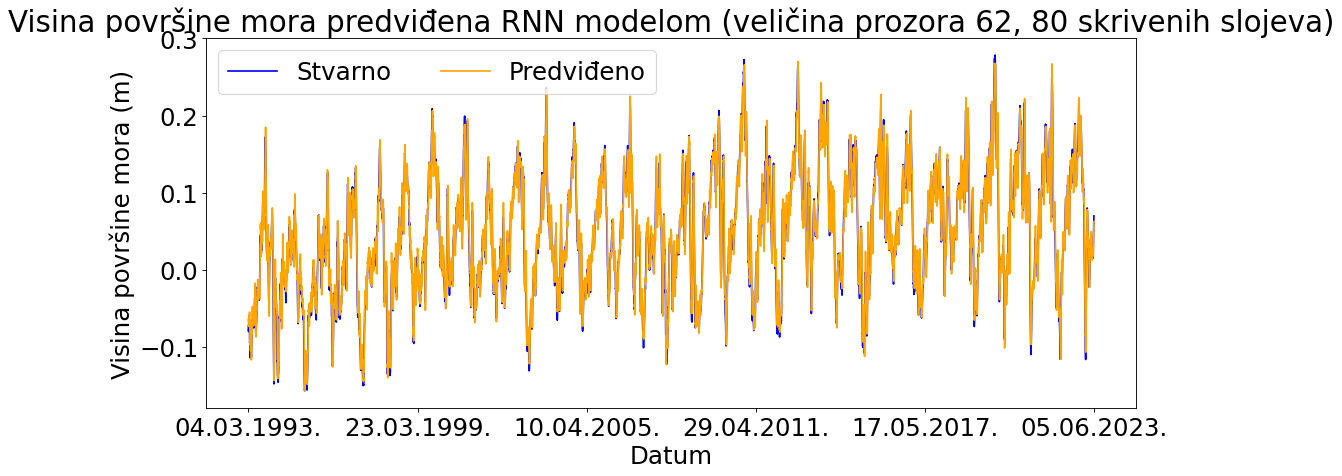 Visina površine mora predviđena RNN modelom (veličina prozora 62, 80 skrivenih slojeva)
Stvarno
Predviđeno
Visina površine mora (m)
0.3
0.2
0.1
0.0
−0.1
04.03.1993.
23.03.1999.
10.04.2005.
29.04.2011.
17.05.2017.
05.06.2023.
Datum